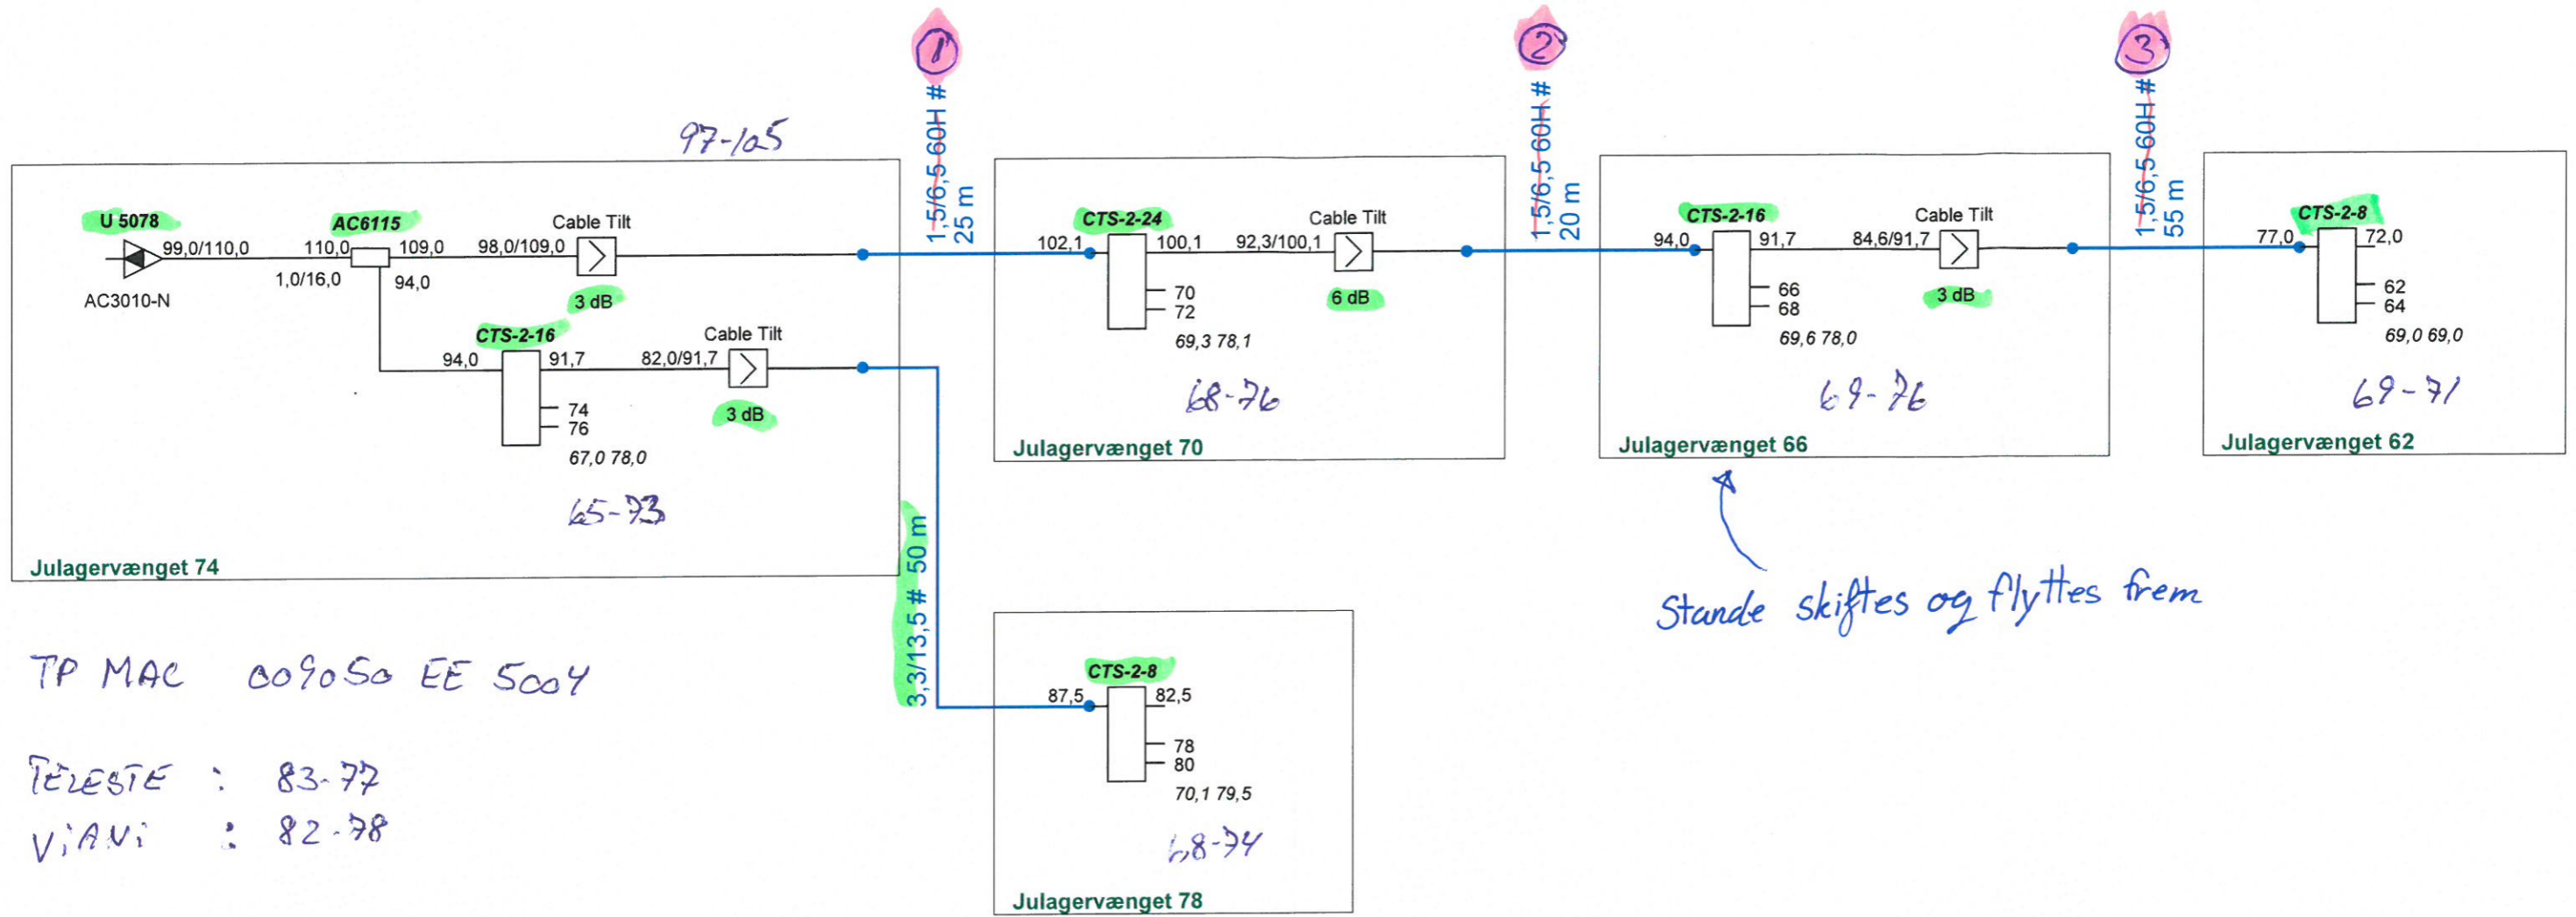 1
2
3
1,5/6,5 60H #
25 m
1,5/6,5 60H #
20 m
1,5/6,5 60H #
55 m
97-105
U 5078
99,0/110,0
AC3010-N
AC6115
110,0
109,0
1,0/16,0
94,0
98,0/109,0
Cable Tilt
3 dB
CTS-2-16
94,0
91,7
82,0/91,7
Cable Tilt
3 dB
74
76
67,0 78,0
65-73
Julagervænget 74
CTS-2-24
102,1
100,1
92,3/100,1
Cable Tilt
6 dB
70
72
69,3 78,1
68-76
Julagervænget 70
CTS-2-16
94,0
91,7
84,6/91,7
Cable Tilt
3 dB
66
68
69,6 78,0
69-76
Julagervænget 66
CTS-2-8
77,0
72,0
62
64
69,0 69,0
69-71
Julagervænget 62
Stande skiftes og flyttes frem
3,3/13,5 # 50 m
CTS-2-8
87,5
82,5
78
80
70,1 79,5
68-74
Julagervænget 78
TP MAC 009050 EE 5004
TELESTE : 83-77
ViAVi : 82-78